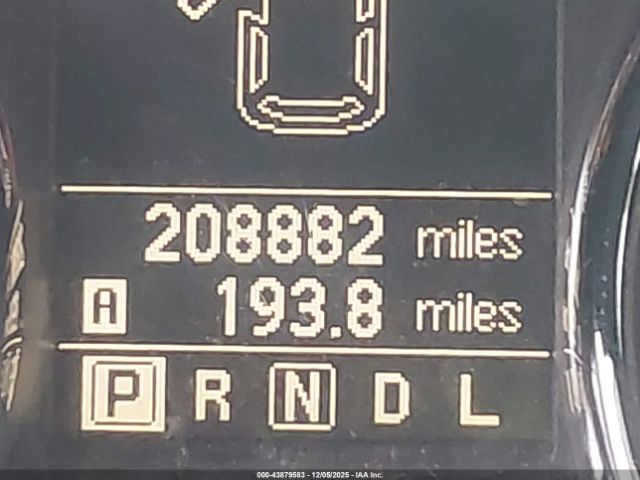 208882 miles
A 193.8 miles
P R N D L
000-43879583 - 12/05/2025 - IAA Inc.